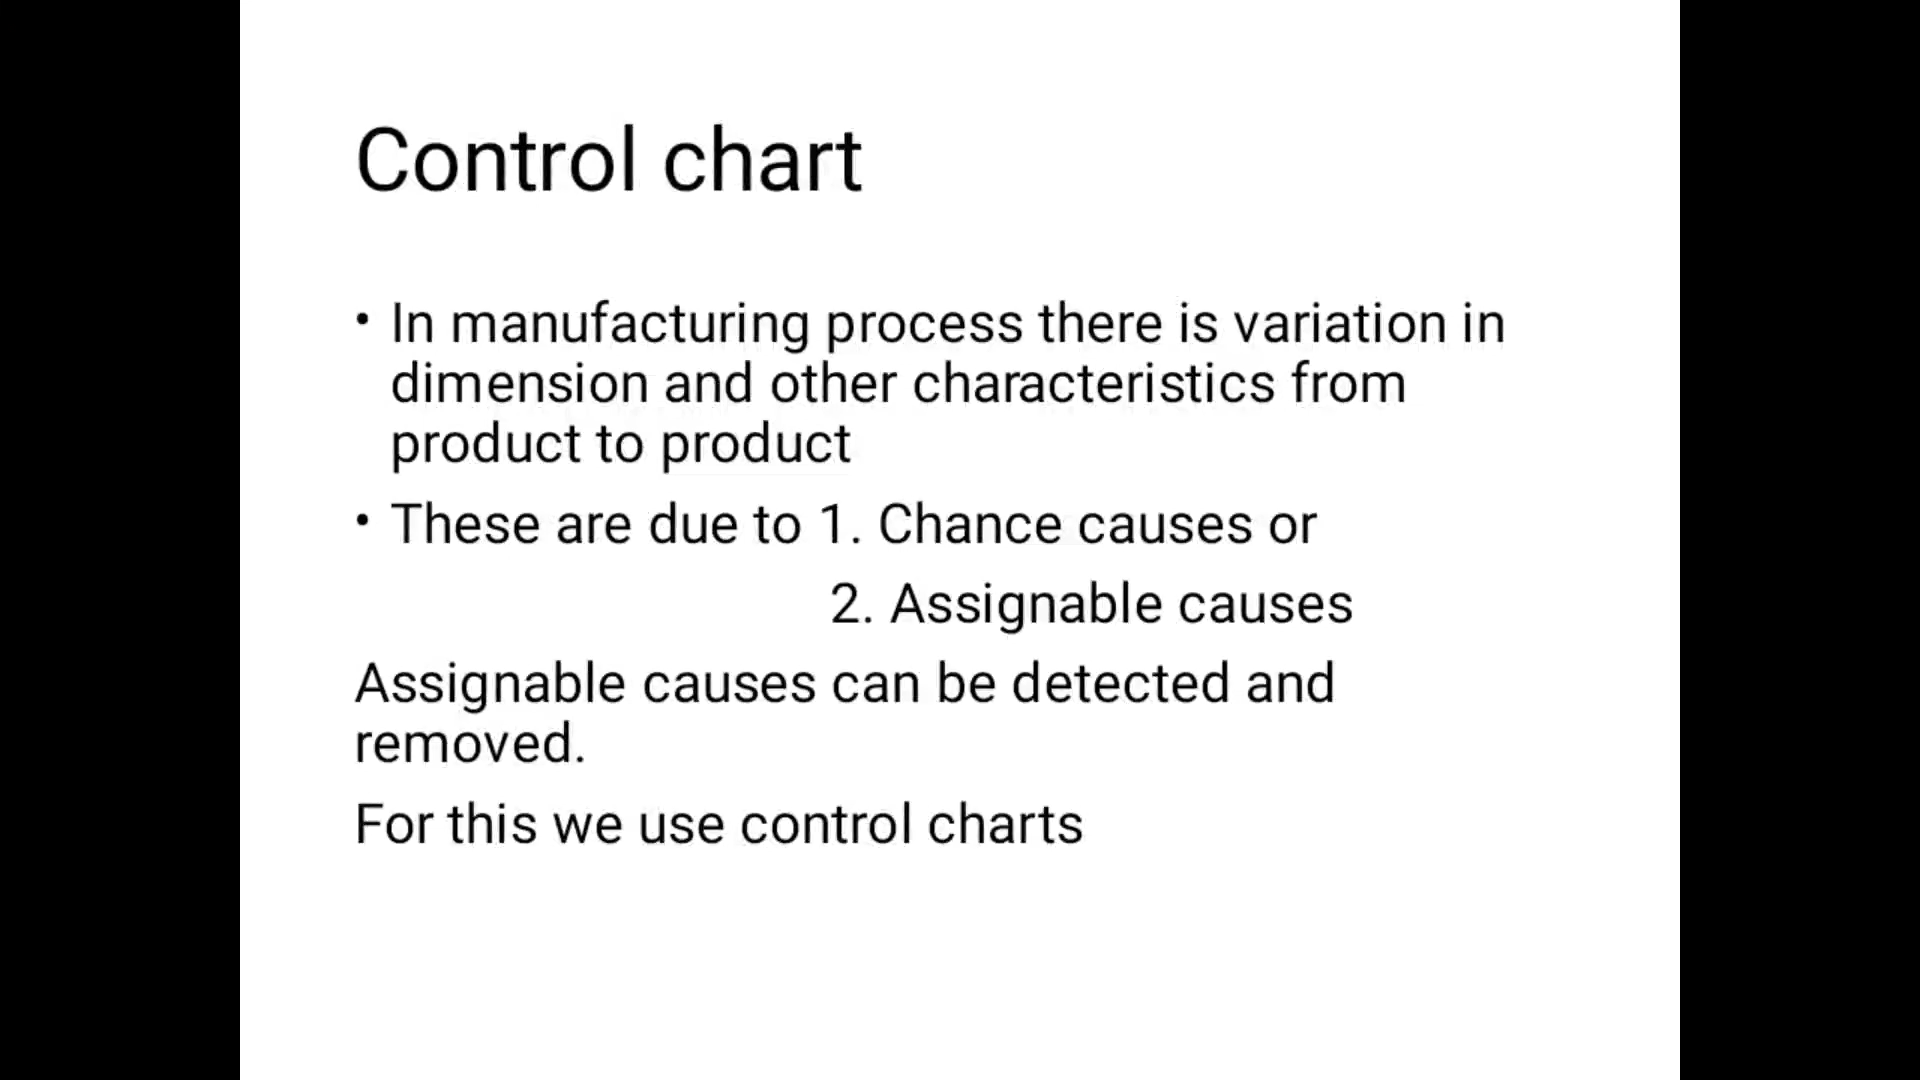 Control chart
• In manufacturing process there is variation in
dimension and other characteristics from
product to product
• These are due to 1. Chance causes or
2. Assignable causes
Assignable causes can be detected and
removed.
For this we use control charts